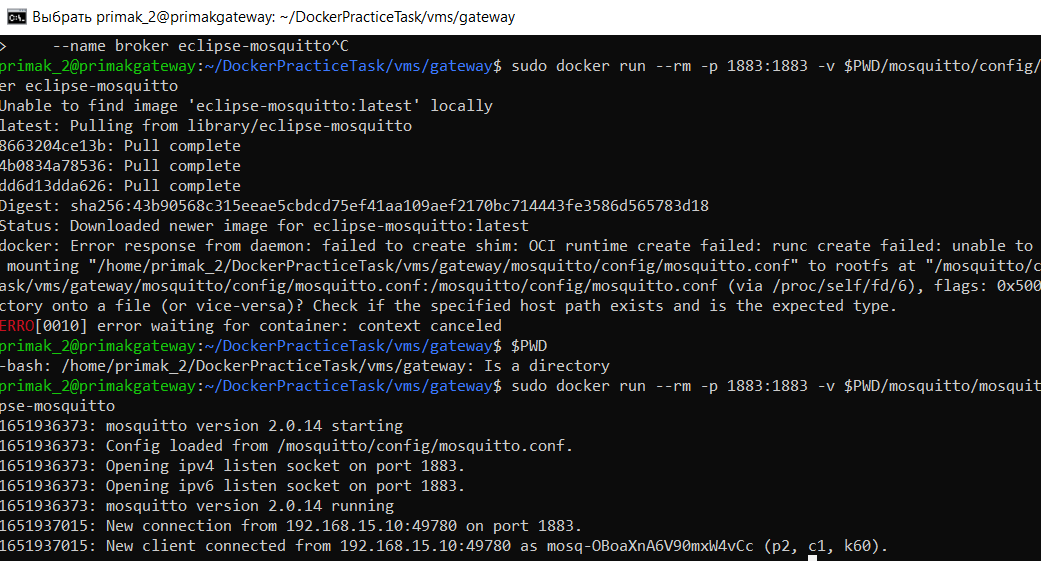 Выбрать primak_2@primakgateway: ~/DockerPracticeTask/vms/gateway
>     --name broker eclipse-mosquitto^C
primak_2@primakgateway:~/DockerPracticeTask/vms/gateway$ sudo docker run --rm -p 1883:1883 -v $PWD/mosquitto/config/
er eclipse-mosquitto
Unable to find image 'eclipse-mosquitto:latest' locally
latest: Pulling from library/eclipse-mosquitto
8663204ce13b: Pull complete
4b0834a78536: Pull complete
dd6d13dda626: Pull complete
Digest: sha256:43b90568c315eeae5cbdcd75ef41aa109aef2170bc714443fe3586d565783d18
Status: Downloaded newer image for eclipse-mosquitto:latest
docker: Error response from daemon: failed to create shim: OCI runtime create failed: runc create failed: unable to
mounting "/home/primak_2/DockerPracticeTask/vms/gateway/mosquitto/config/mosquitto.conf" to rootfs at "/mosquitto/c
ask/vms/gateway/mosquitto/config/mosquitto.conf:/mosquitto/config/mosquitto.conf (via /proc/self/fd/6), flags: 0x500
ctory onto a file (or vice-versa)? Check if the specified host path exists and is the expected type.
ERRO[0010] error waiting for container: context canceled
primak_2@primakgateway:~/DockerPracticeTask/vms/gateway$ $PWD
-bash: /home/primak_2/DockerPracticeTask/vms/gateway: Is a directory
primak_2@primakgateway:~/DockerPracticeTask/vms/gateway$ sudo docker run --rm -p 1883:1883 -v $PWD/mosquitto/mosquit
pse-mosquitto
1651936373: mosquitto version 2.0.14 starting
1651936373: Config loaded from /mosquitto/config/mosquitto.conf.
1651936373: Opening ipv4 listen socket on port 1883.
1651936373: Opening ipv6 listen socket on port 1883.
1651936373: mosquitto version 2.0.14 running
1651937015: New connection from 192.168.15.10:49780 on port 1883.
1651937015: New client connected from 192.168.15.10:49780 as mosq-OBoaXnA6V90mxW4vCc (p2, c1, k60).